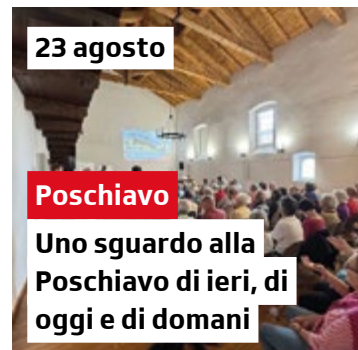 23 agosto
Poschiavo
Uno sguardo alla
Poschiavo di ieri, di
oggi e di domani